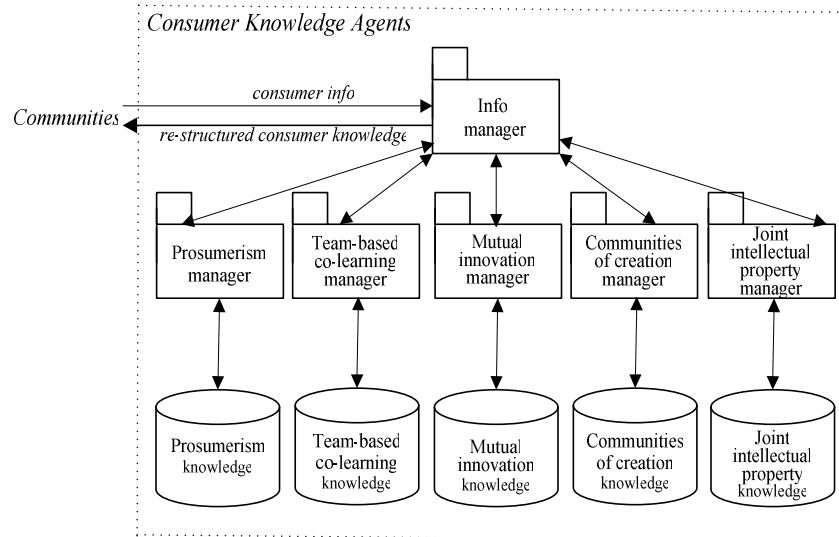 Consumer Knowledge Agents
consumer info
Communities
re-structured consumer knowledge
Info
manager
Prosumerism
manager
Team-based
co-learning
manager
Mutual
innovation
manager
Communities
of creation
manager
Joint
intellectual
property
manager
Prosumerism
knowledge
Team-based
co-learning
knowledge
Mutual
innovation
knowledge
Communities
of creation
knowledge
Joint
intellectual
property
knowledge